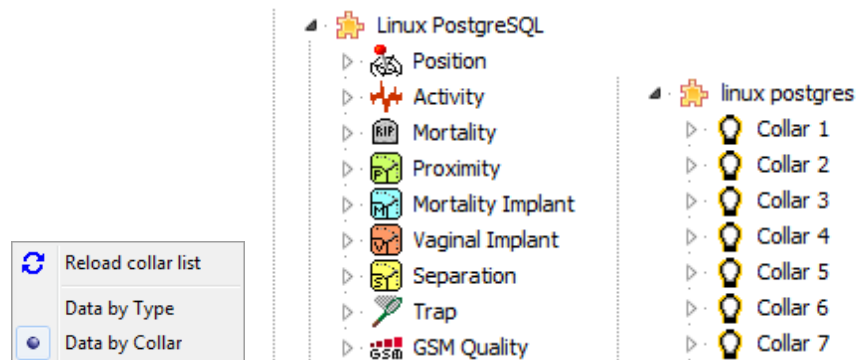 Reload collar list
Data by Type
Data by Collar
Linux PostgreSQL
Position
Activity
RIP
Mortality
Proximity
Mortality Implant
Vaginal Implant
Separation
Trap
GSM
GSM Quality
linux postgres
Collar 1
Collar 2
Collar 3
Collar 4
Collar 5
Collar 6
Collar 7